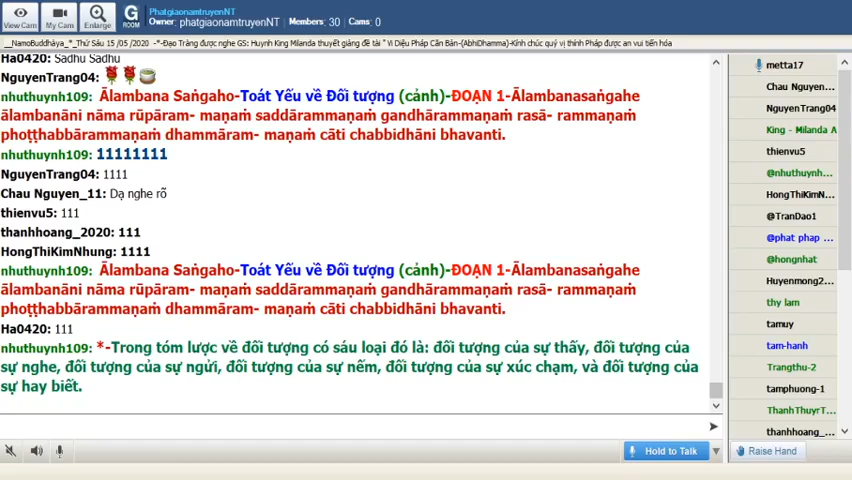 View Cam
My Cam
Enlarge
G
ROOM
PhatgiaonamtruyenNT
Owner: phatgiaonamtruyenNT | Members: 30 | Cams: 0
__NamoBuddhàya_*_Thứ Sáu 15 /05 /2020 -*-Đạo Tràng được nghe GS: Huynh King Milanda thuyết giảng đề tài " Vi Diệu Pháp Căn Bản-(AbhiDhamma)-Kính chúc quý vị thính Pháp được an vui tiến hóa
Ha0420: Sadhu Sadhu
NguyenTrang04:
nhuthuynh109: Ālambana Saṅgaho-Toát Yếu về Đối tượng (cảnh)-ĐOẠN 1-Ālambanasaṅgahe
ālambanāni nāma rūpāram- maṇaṁ saddārammaṇaṁ gandhārammaṇaṁ rasā- rammaṇaṁ
phoṭṭhabbārammaṇaṁ dhammāram- maṇaṁ cāti chabbidhāni bhavanti.
nhuthuynh109: 11111111
NguyenTrang04: 1111
Chau Nguyen_11: Dạ nghe rõ
thienvu5: 111
thanhhoang_2020: 111
HongThiKimNhung: 1111
nhuthuynh109: Ālambana Saṅgaho-Toát Yếu về Đối tượng (cảnh)-ĐOẠN 1-Ālambanasaṅgahe
ālambanāni nāma rūpāram- maṇaṁ saddārammaṇaṁ gandhārammaṇaṁ rasā- rammaṇaṁ
phoṭṭhabbārammaṇaṁ dhammāram- maṇaṁ cāti chabbidhāni bhavanti.
Ha0420: 111
nhuthuynh109: *-Trong tóm lược về đối tượng có sáu loại đó là: đối tượng của sự thấy, đối tượng của
sự nghe, đối tượng của sự ngửi, đối tượng của sự nếm, đối tượng của sự xúc chạm, và đối tượng của
sự hay biết.
Hold to Talk
metta17
Chau Nguyen...
NguyenTrang04
King - Milanda A
thienvu5
@nhuthuynh...
HongThiKimN...
@TranDao1
@phat phap ...
@hongnhat
Huyenmong2...
thy lam
tamuy
tam-hanh
Trangthu-2
tamphuong-1
ThanhThuyrT...
thanhhoang_...
Raise Hand